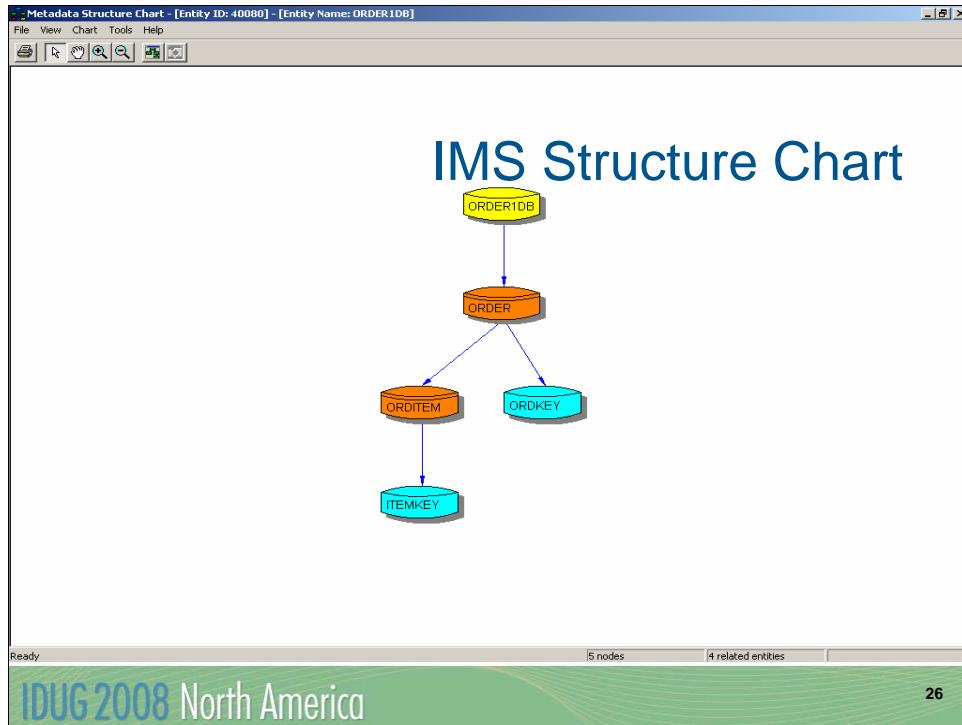 Metadata Structure Chart - [Entity ID: 40080] - [Entity Name: ORDER1DB]
File View Chart Tools Help
IMS Structure Chart
ORDER1DB
ORDER
ORDITEM
ORDKEY
ITEMKEY
Ready
5 nodes
4 related entities
IDUG 2008 North America
26